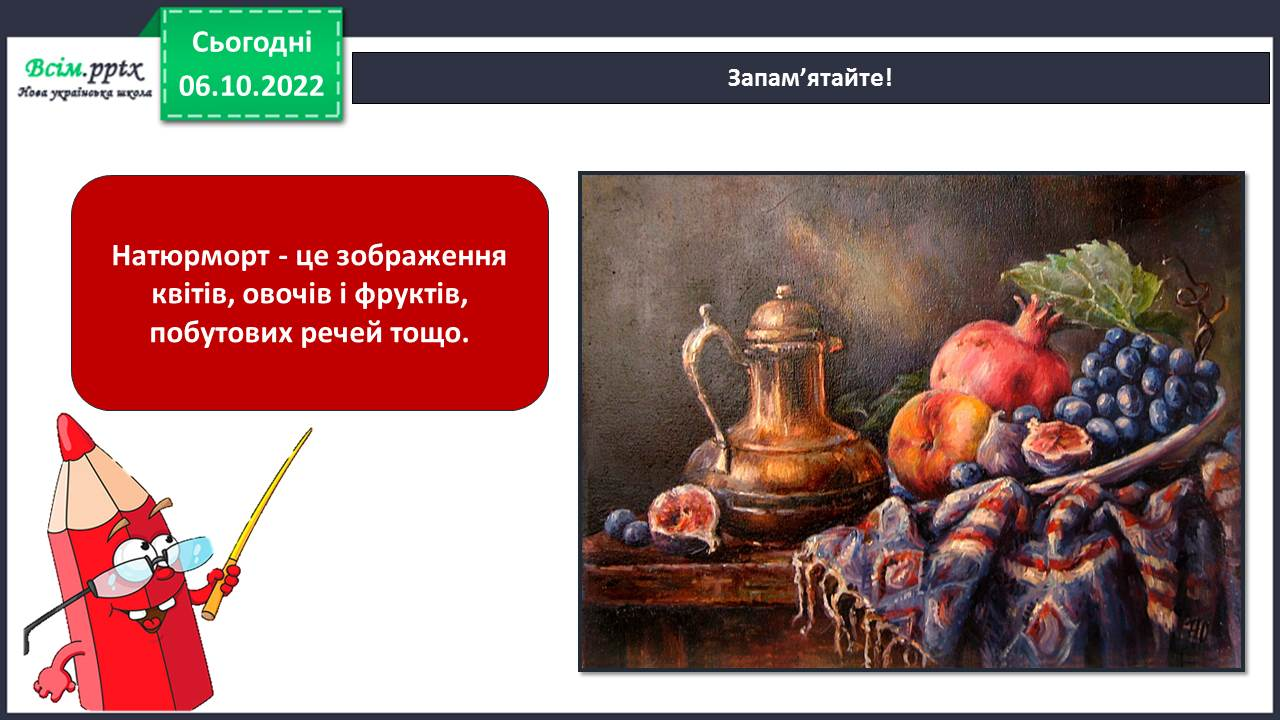 Сьогодні
06.10.2022
Всім.pptx
Нова українська школа
Запам’ятайте!
Натюрморт - це зображення
квітів, овочів і фруктів,
побутових речей тощо.